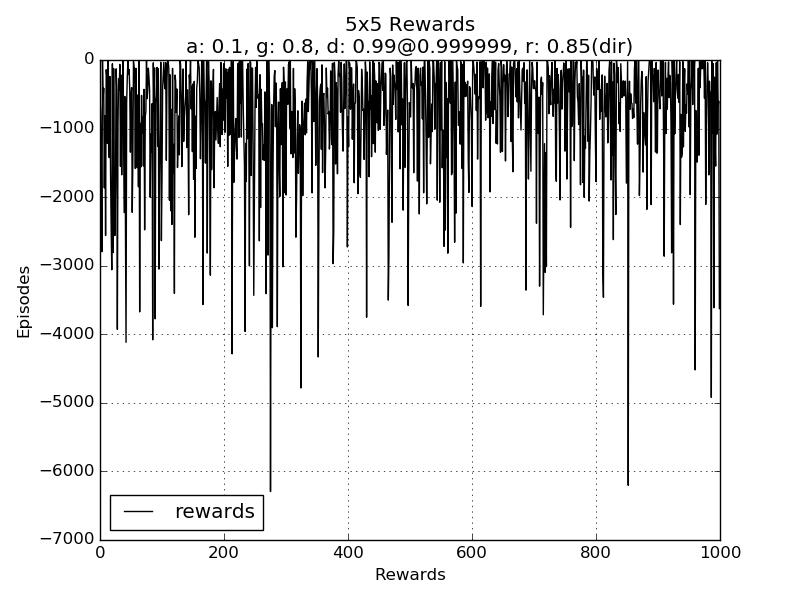 5x5 Rewards
a: 0.1, g: 0.8, d: 0.99@0.999999, r: 0.85(dir)
0
−1000
−2000
−3000
−4000
−5000
−6000
−7000
Episodes
rewards
0 200 400 600 800 1000
Rewards